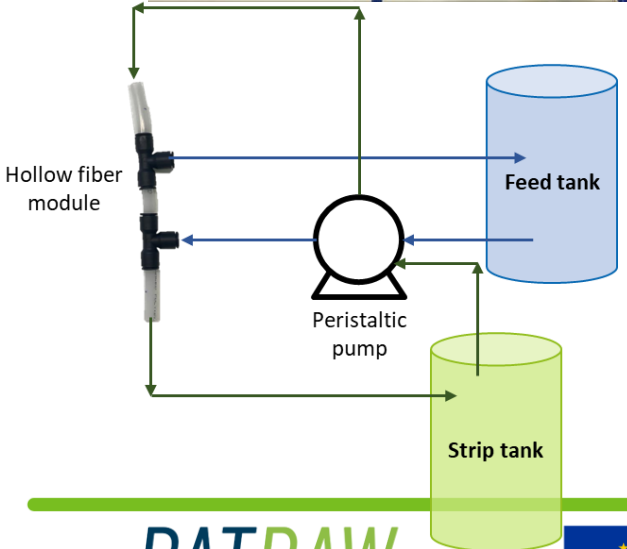 Hollow fiber
module
Feed tank
Peristaltic
pump
Strip tank